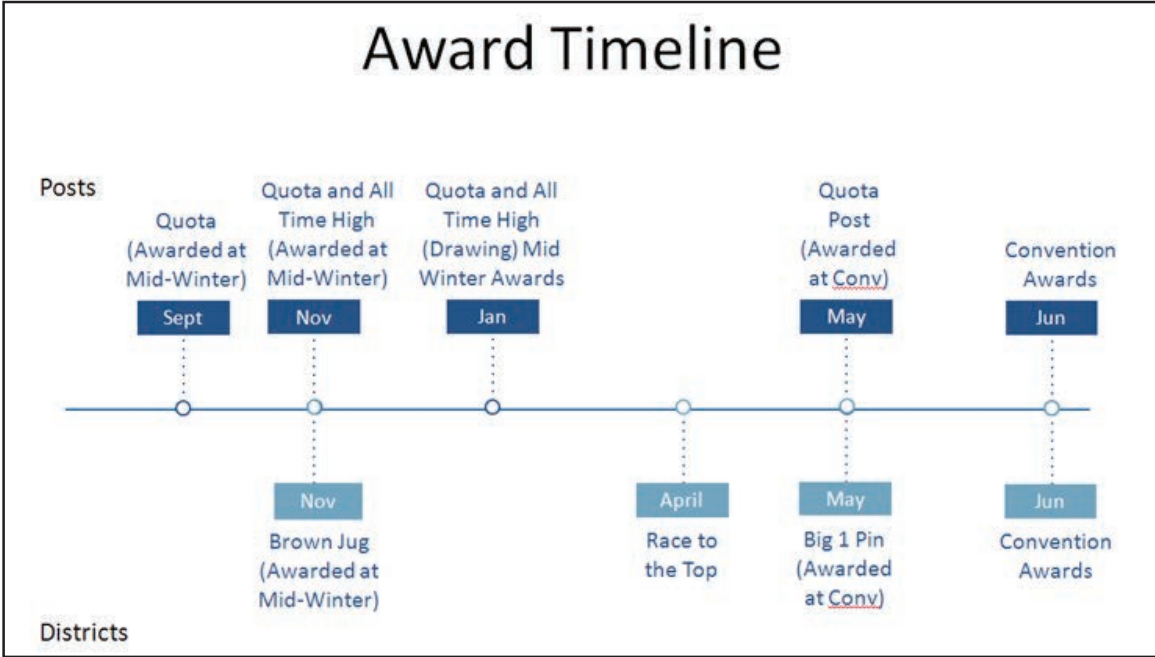 Award Timeline
Posts
Quota
(Awarded at
Mid-Winter)
Sept
Quota and All
Time High
(Awarded at
Mid-Winter)
Nov
Quota and All
Time High
(Drawing) Mid
Winter Awards
Jan
Quota
Post
(Awarded
at Conv)
May
Convention
Awards
Jun
Nov
Brown Jug
(Awarded at
Mid-Winter)
April
Race to
the Top
May
Big 1 Pin
(Awarded
at Conv)
Jun
Convention
Awards
Districts